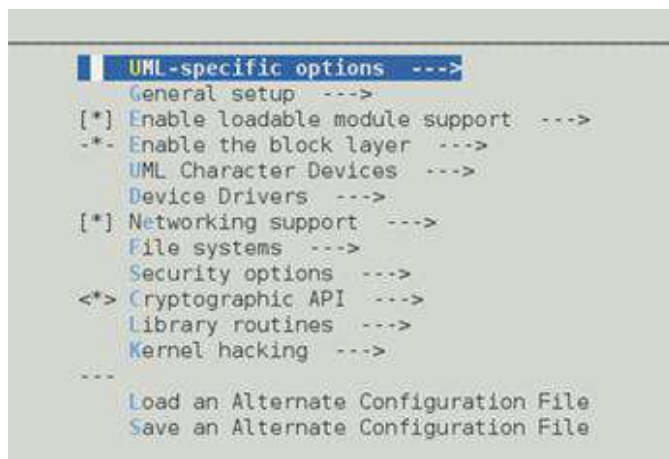 UML-specific options --->
General setup --->
[*] Enable loadable module support --->
-*- Enable the block layer --->
UML Character Devices --->
Device Drivers --->
[*] Networking support --->
File systems --->
Security options --->
<*> Cryptographic API --->
Library routines --->
Kernel hacking --->
---
Load an Alternate Configuration File
Save an Alternate Configuration File